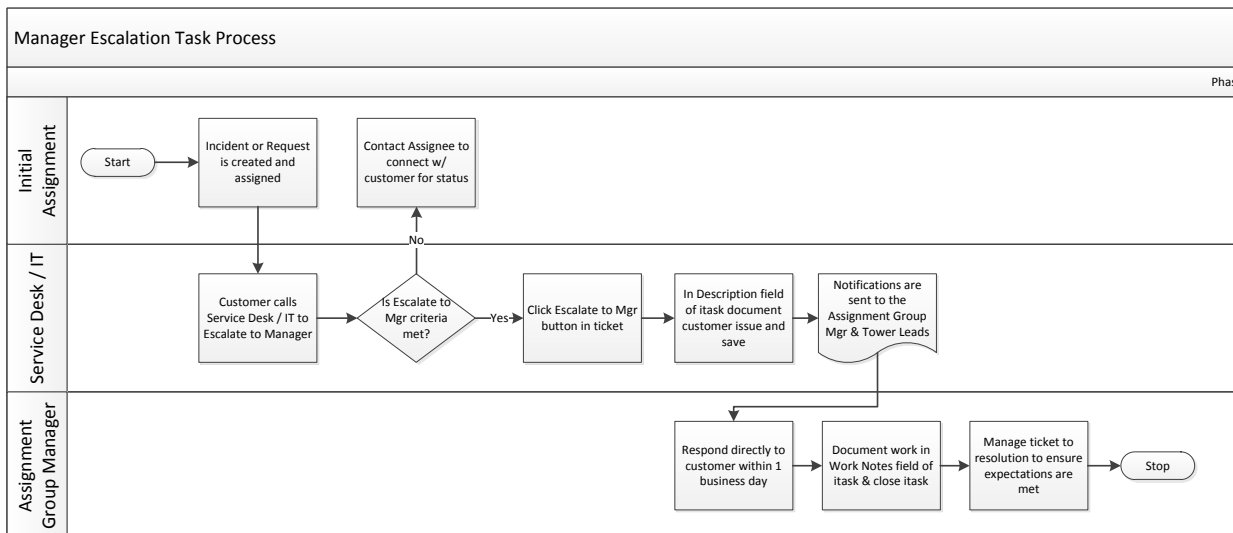 Manager Escalation Task Process
Phas
Initial
Assignment
Start
Incident or Request
is created and
assigned
Contact Assignee to
connect w/
customer for status
No
Service Desk / IT
Customer calls
Service Desk / IT to
Escalate to Manager
Is Escalate to
Mgr criteria
met?
Yes
Click Escalate to Mgr
button in ticket
In Description field
of itask document
customer issue and
save
Notifications are
sent to the
Assignment Group
Mgr & Tower Leads
Assignment
Group Manager
Respond directly to
customer within 1
business day
Document work in
Work Notes field of
itask & close itask
Manage ticket to
resolution to ensure
expectations are
met
Stop